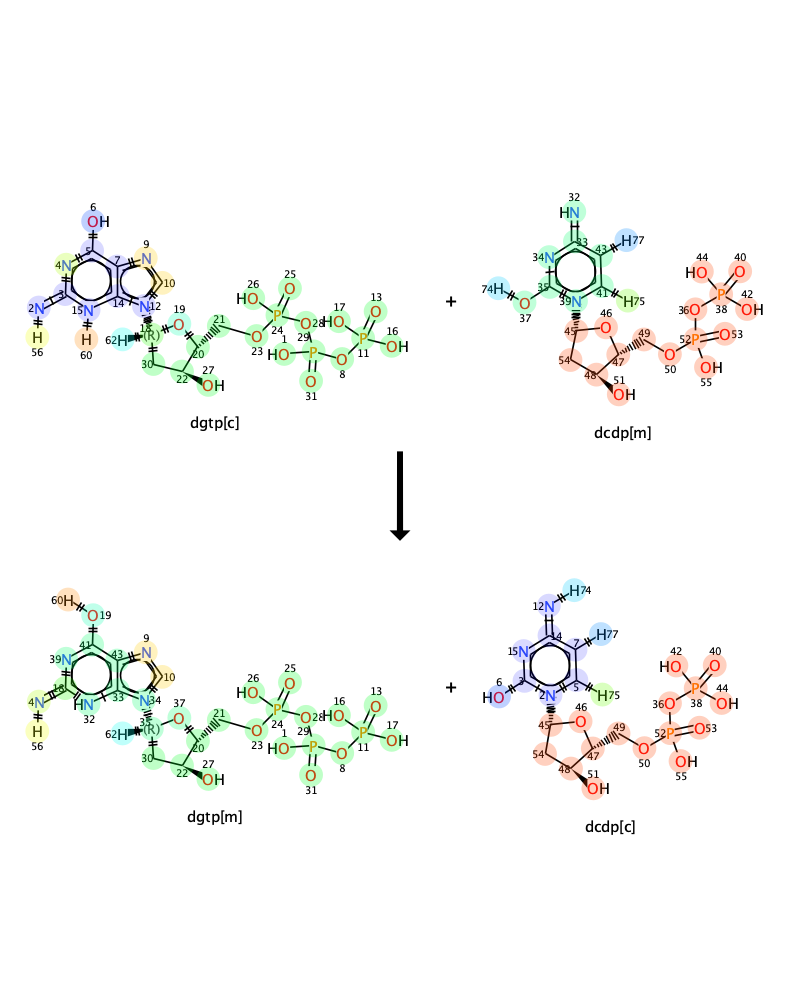 6
OH
9
5
4N
7
N
10
3
2N
15N
14
N12
H
56
H
60
18
(R)
62H
19
O
21
20
30
22
27
OH
26
HO
25
O
P
24
O28
O
23
29
1
HO
P
O
31
17
HO
13
O
P
11
16
OH
O
8
+
32
HN
33
43
H77
34N
74H
35
O
37
39N
41
H75
46
O
45
54
48
47
49
51
OH
O
50
44
HO
40
O
P
38
42
OH
36
O
52P
O53
OH
55
dgtp[c]
dcdp[m]
60H
O19
41
43
9
N
10
39N
18
4N
HN
32
33
N34
H
56
(R)
62H
37
O
21
20
30
22
27
OH
26
HO
25
O
P
24
O28
O
23
29
1
HO
P
O
31
16
HO
13
O
P
11
17
OH
O
8
+
12N
H74
14
15N
7
H77
6
HO
3
2N
5
H75
46
O
45
54
48
47
49
51
OH
O
50
42
HO
40
O
P
38
44
OH
36
O
52P
O53
OH
55
dgtp[m]
dcdp[c]